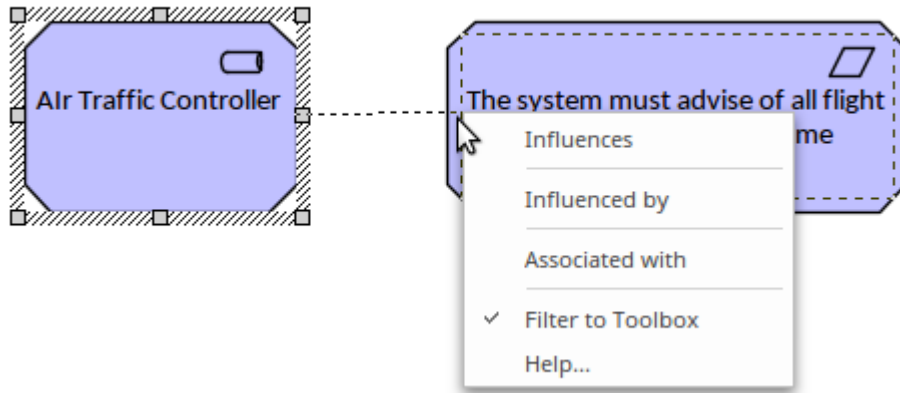 AIr Traffic Controller
The system must advise of all flight
me
Influences
Influenced by
Associated with
Filter to Toolbox
Help...